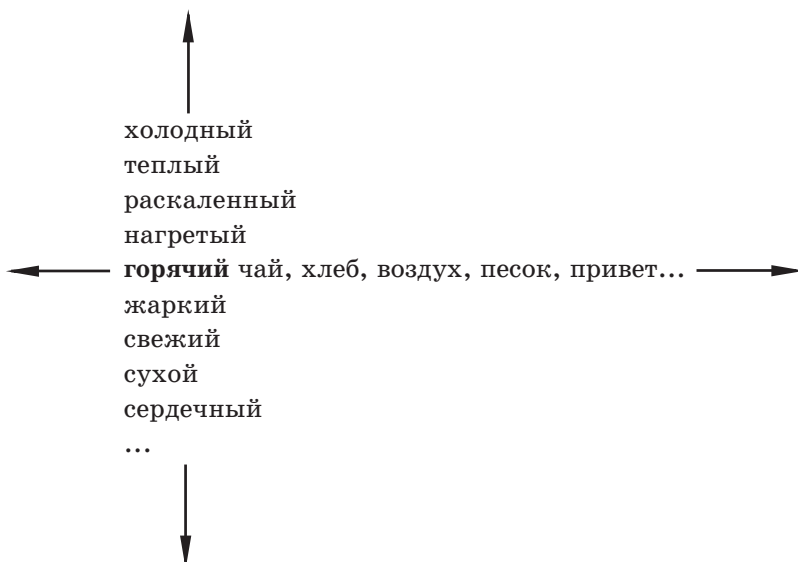 холодный
теплый
раскаленный
нагретый
горячий чай, хлеб, воздух, песок, привет...
жаркий
свежий
сухой
сердечный
...